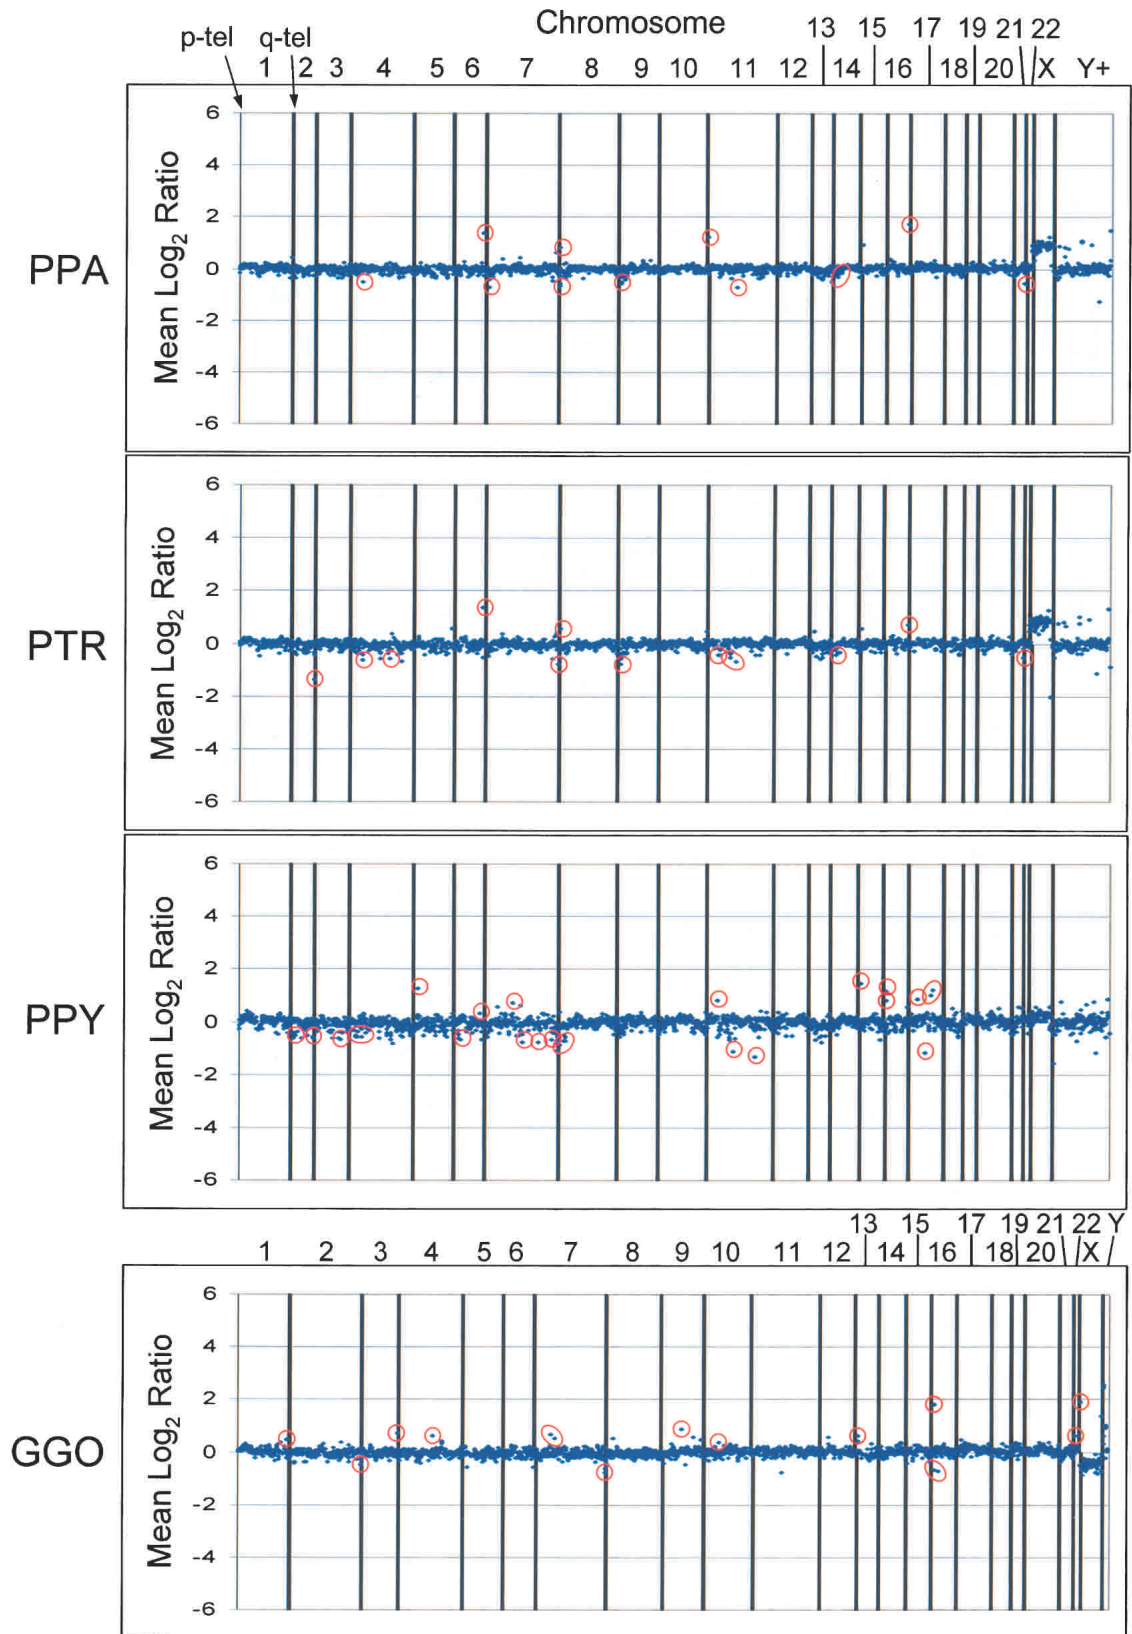 Chromosome
13 15 17 19 21 22
p-tel q-tel
1 2 3 4 5 6 7 8 9 10 11 12 14 16 18 20 X Y+
PPA
Mean Log2 Ratio
6
4
2
0
-2
-4
-6
PTR
Mean Log2 Ratio
6
4
2
0
-2
-4
-6
PPY
Mean Log2 Ratio
6
4
2
0
-2
-4
-6
13 15 17 19 21 22 Y
1 2 3 4 5 6 7 8 9 10 11 12 14 16 18 20 X
GGO
Mean Log2 Ratio
6
4
2
0
-2
-4
-6